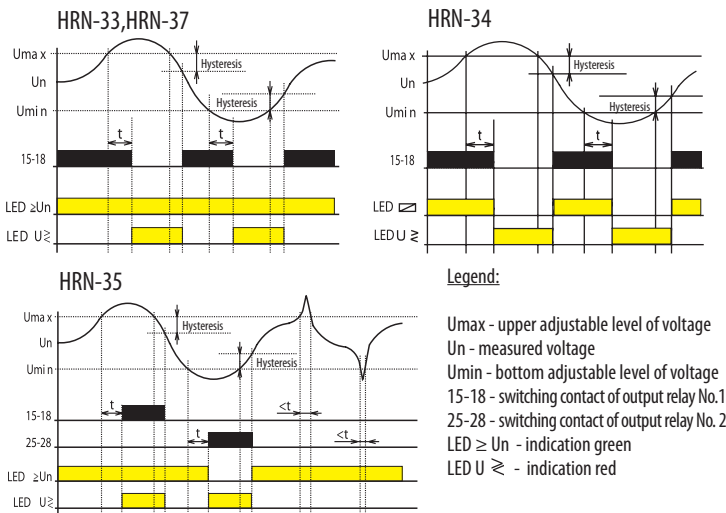 HRN-33,HRN-37
Umax
Hysteresis
Un
Hysteresis
Umin
t
t
15-18
LED ≥Un
LED U≷
HRN-34
Umax
Hysteresis
Un
Hysteresis
Umin
t
t
15-18
LED
LED U ≷
HRN-35
Umax
Hysteresis
Un
Hysteresis
Umin
t
<t
15-18
t
<t
25-28
LED ≥Un
LED U≷
Legend:
Umax - upper adjustable level of voltage
Un - measured voltage
Umin - bottom adjustable level of voltage
15-18 - switching contact of output relay No.1
25-28 - switching contact of output relay No. 2
LED ≥ Un - indication green
LED U ≷ - indication red